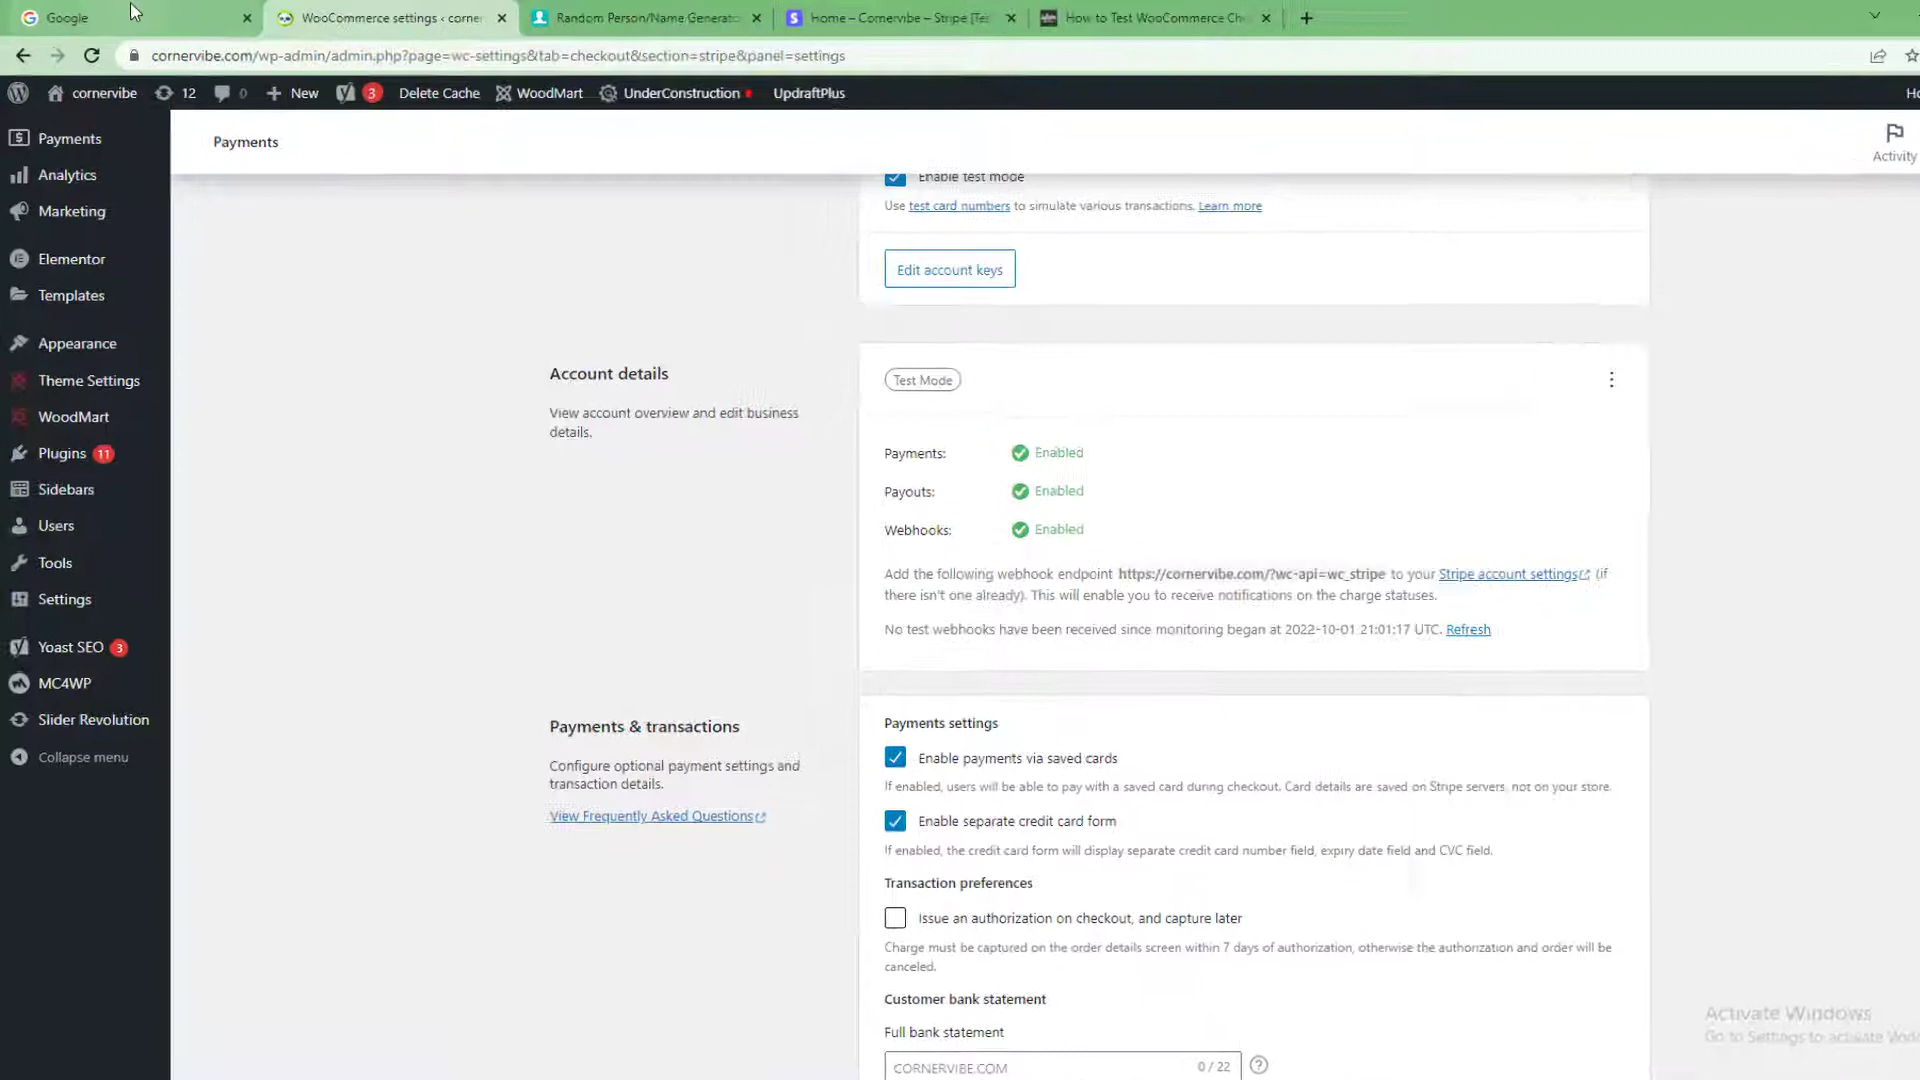 Google
WooCommerce settings ‹ corner
Random Person/Name Generato
Home – Cornervibe – Stripe [Tes
How to Test WooCommerce Ch
cornervibe.com/wp-admin/admin.php?page=wc-settings&tab=checkout&section=stripe&panel=settings
cornervibe 12 0 New 3 Delete Cache WoodMart UnderConstruction UpdraftPlus Ho
Payments
Analytics
Marketing
Elementor
Templates
Appearance
Theme Settings
WoodMart
Plugins 11
Sidebars
Users
Tools
Settings
Yoast SEO 3
MC4WP
Slider Revolution
Collapse menu
Payments
Activity
Enable test mode
Use test card numbers to simulate various transactions. Learn more
Edit account keys
Account details
View account overview and edit business
details.
Test Mode
Payments: Enabled
Payouts: Enabled
Webhooks: Enabled
Add the following webhook endpoint https://cornervibe.com/?wc-api=wc_stripe to your Stripe account settings (if
there isn't one already). This will enable you to receive notifications on the charge statuses.
No test webhooks have been received since monitoring began at 2022-10-01 21:01:17 UTC. Refresh
Payments & transactions
Configure optional payment settings and
transaction details.
View Frequently Asked Questions
Payments settings
Enable payments via saved cards
If enabled, users will be able to pay with a saved card during checkout. Card details are saved on Stripe servers, not on your store.
Enable separate credit card form
If enabled, the credit card form will display separate credit card number field, expiry date field and CVC field.
Transaction preferences
Issue an authorization on checkout, and capture later
Charge must be captured on the order details screen within 7 days of authorization, otherwise the authorization and order will be
canceled.
Customer bank statement
Full bank statement
CORNERVIBE.COM 0 / 22
Activate Windows
Go to Settings to activate Wind